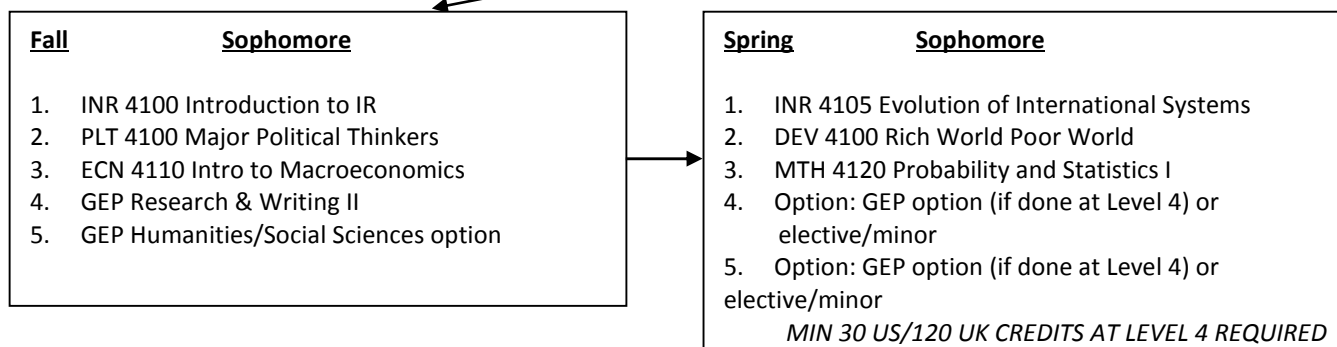 Fall Sophomore
1. INR 4100 Introduction to IR
2. PLT 4100 Major Political Thinkers
3. ECN 4110 Intro to Macroeconomics
4. GEP Research & Writing II
5. GEP Humanities/Social Sciences option
Spring Sophomore
1. INR 4105 Evolution of International Systems
2. DEV 4100 Rich World Poor World
3. MTH 4120 Probability and Statistics I
4. Option: GEP option (if done at Level 4) or
elective/minor
5. Option: GEP option (if done at Level 4) or
elective/minor
MIN 30 US/120 UK CREDITS AT LEVEL 4 REQUIRED